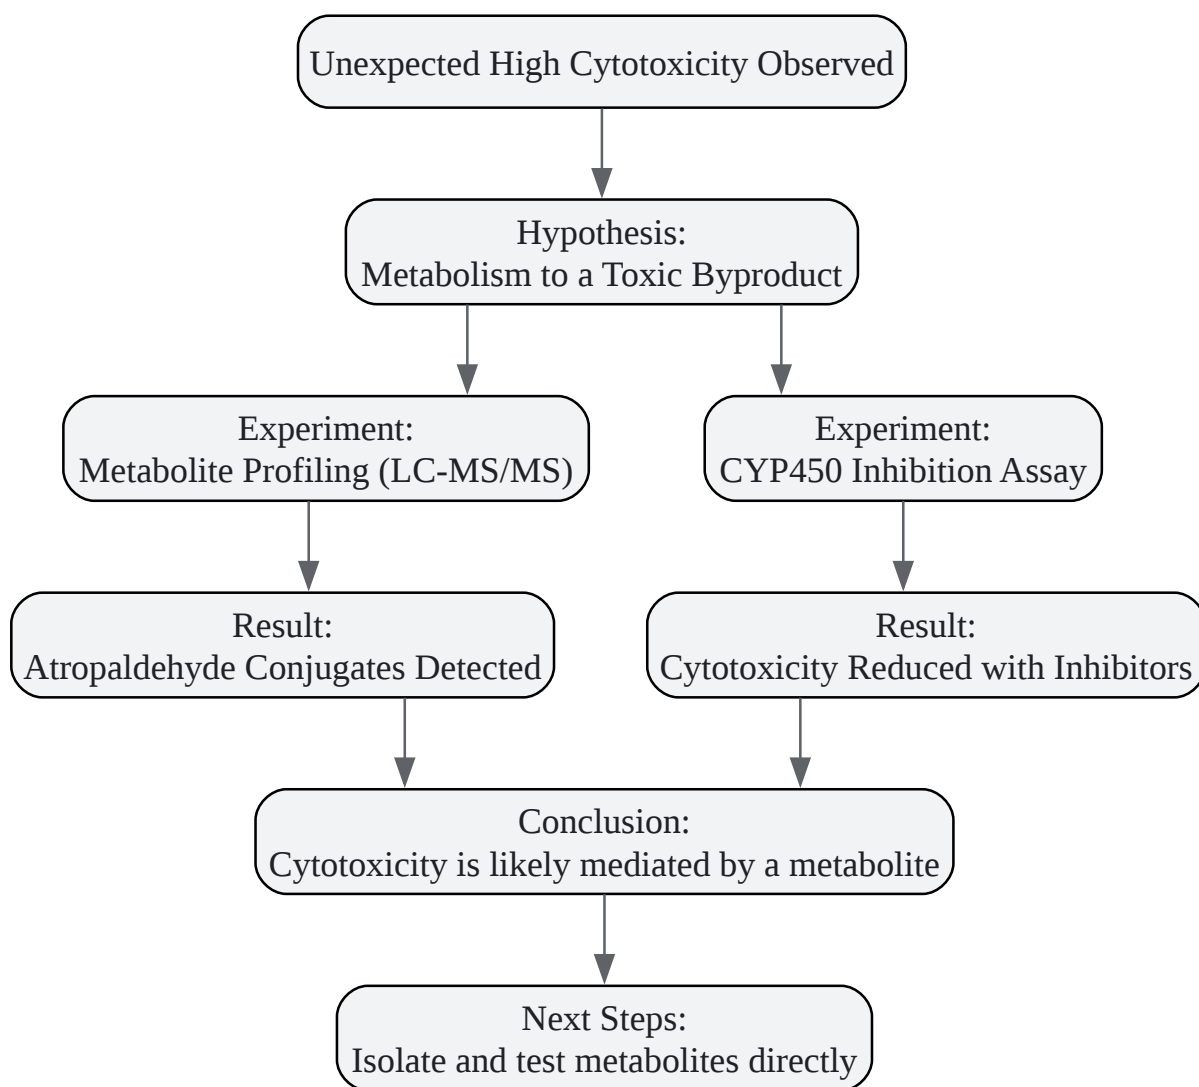 Unexpected High Cytotoxicity Observed
Hypothesis:
Metabolism to a Toxic Byproduct
Experiment:
Metabolite Profiling (LC-MS/MS)
Experiment:
CYP450 Inhibition Assay
Result:
Atropaldehyde Conjugates Detected
Result:
Cytotoxicity Reduced with Inhibitors
Conclusion:
Cytotoxicity is likely mediated by a metabolite
Next Steps:
Isolate and test metabolites directly